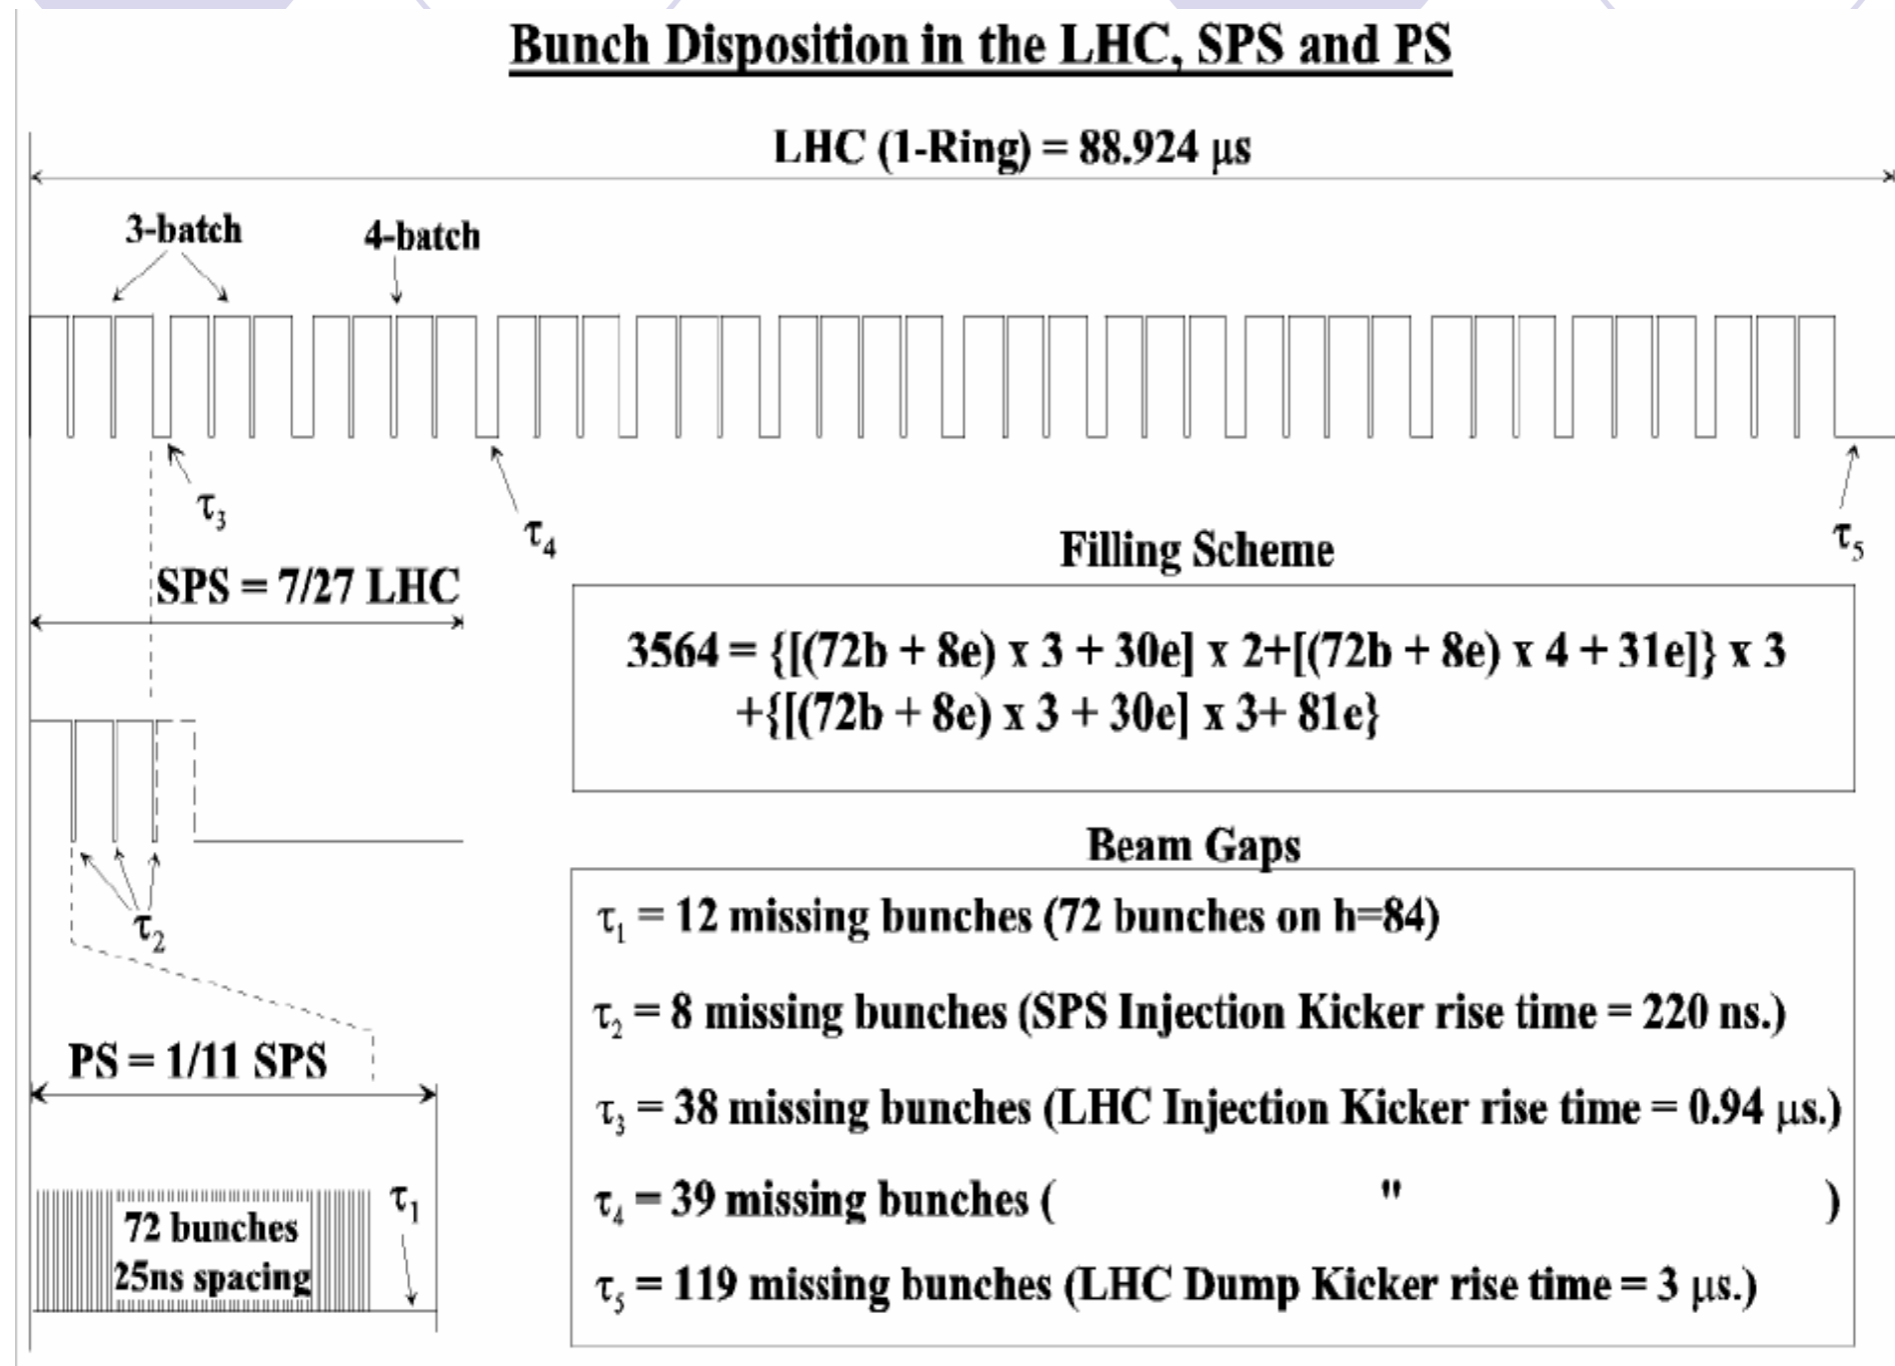 Bunch Disposition in the LHC, SPS and PS
LHC (1-Ring) = 88.924 μs
3-batch
4-batch
τ₃
τ₄
τ₅
SPS = 7/27 LHC
Filling Scheme
3564 = {[(72b + 8e) x 3 + 30e] x 2+[(72b + 8e) x 4 + 31e]} x 3
+{[(72b + 8e) x 3 + 30e] x 3+ 81e}
τ₂
Beam Gaps
τ₁ = 12 missing bunches (72 bunches on h=84)
τ₂ = 8 missing bunches (SPS Injection Kicker rise time = 220 ns.)
τ₃ = 38 missing bunches (LHC Injection Kicker rise time = 0.94 μs.)
τ₄ = 39 missing bunches ( " )
τ₅ = 119 missing bunches (LHC Dump Kicker rise time = 3 μs.)
PS = 1/11 SPS
τ₁
72 bunches
25ns spacing